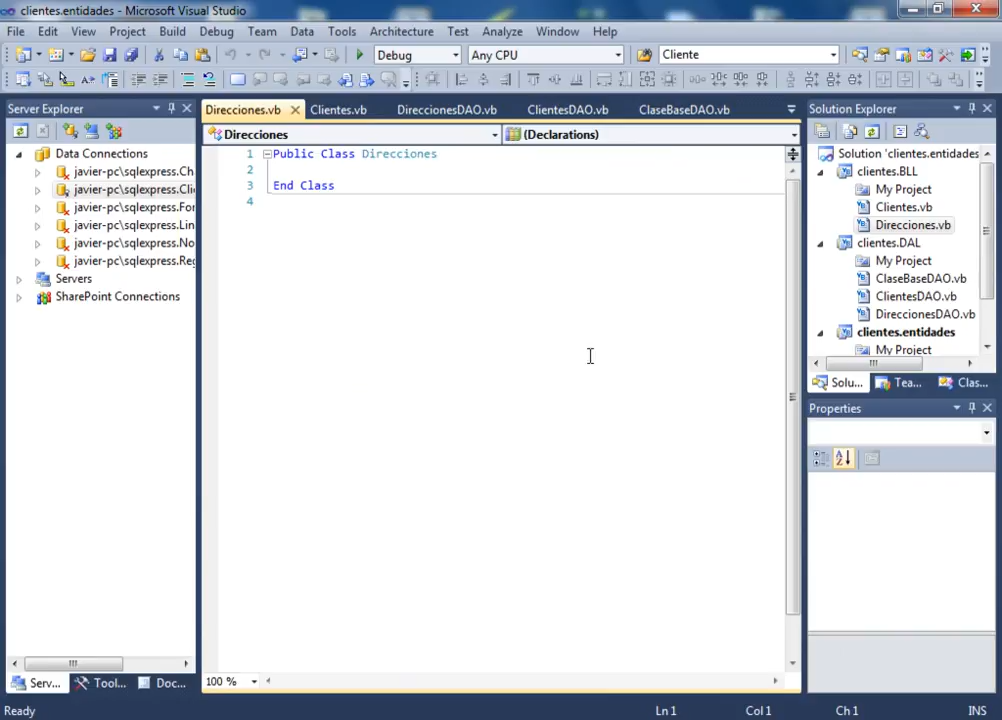 clientes.entidades - Microsoft Visual Studio
File Edit View Project Build Debug Team Data Tools Architecture Test Analyze Window Help
Debug Any CPU Cliente
Server Explorer
Data Connections
javier-pc\sqlexpress.Ch
javier-pc\sqlexpress.Cli
javier-pc\sqlexpress.For
javier-pc\sqlexpress.Lin
javier-pc\sqlexpress.No
javier-pc\sqlexpress.Reg
Servers
SharePoint Connections
Serv... Tool... Doc...
Direcciones.vb Clientes.vb DireccionesDAO.vb ClientesDAO.vb ClaseBaseDAO.vb
Direcciones (Declarations)
1 Public Class Direcciones
2
3 End Class
4
100 %
Solution Explorer
Solution 'clientes.entidades
clientes.BLL
My Project
Clientes.vb
Direcciones.vb
clientes.DAL
My Project
ClaseBaseDAO.vb
ClientesDAO.vb
DireccionesDAO.vb
clientes.entidades
My Project
Solu... Tea... Clas...
Properties
Ready Ln 1 Col 1 Ch 1 INS